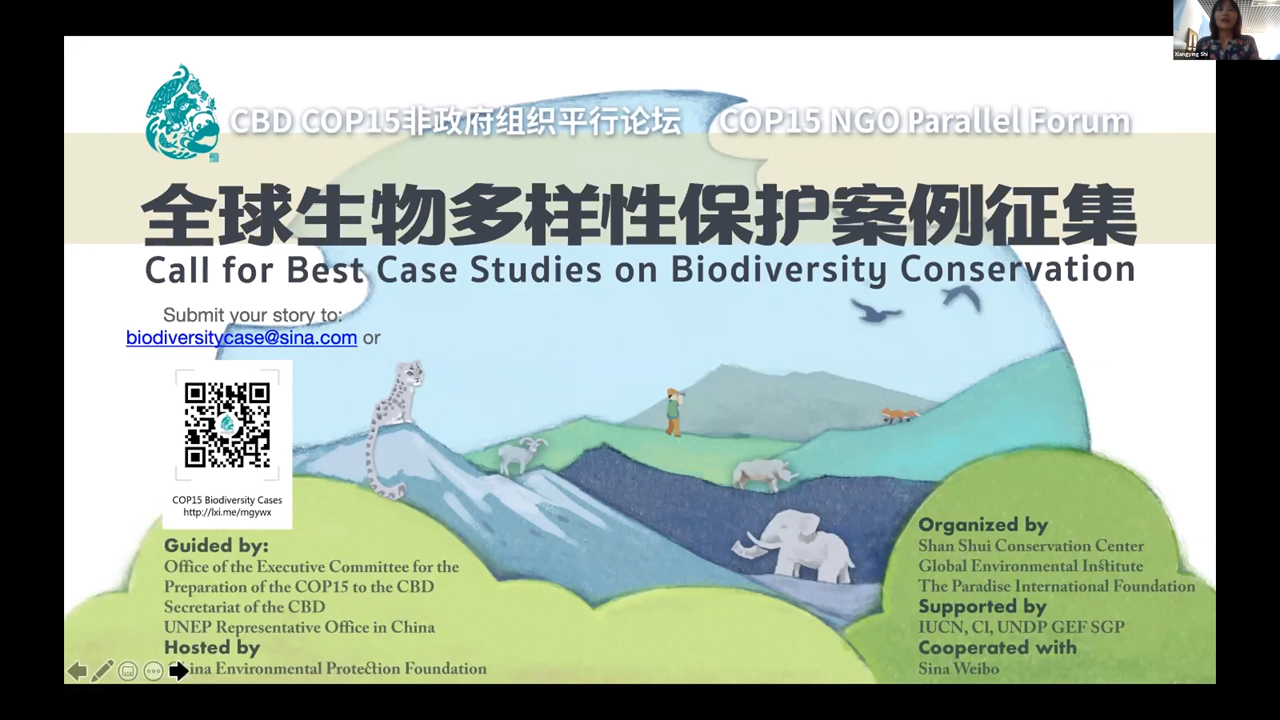 Xiangying Shi
CBD COP15非政府组织平行论坛 COP15 NGO Parallel Forum
全球生物多样性保护案例征集
Call for Best Case Studies on Biodiversity Conservation
Submit your story to:
biodiversitycase@sina.com or
COP15 Biodiversity Cases
http://lxi.me/mgywx
Guided by:
Office of the Executive Committee for the
Preparation of the COP15 to the CBD
Secretariat of the CBD
UNEP Representative Office in China
Hosted by
ina Environmental Protection Foundation
Organized by
Shan Shui Conservation Center
Global Environmental Institute
The Paradise International Foundation
Supported by
IUCN, CI, UNDP GEF SGP
Cooperated with
Sina Weibo